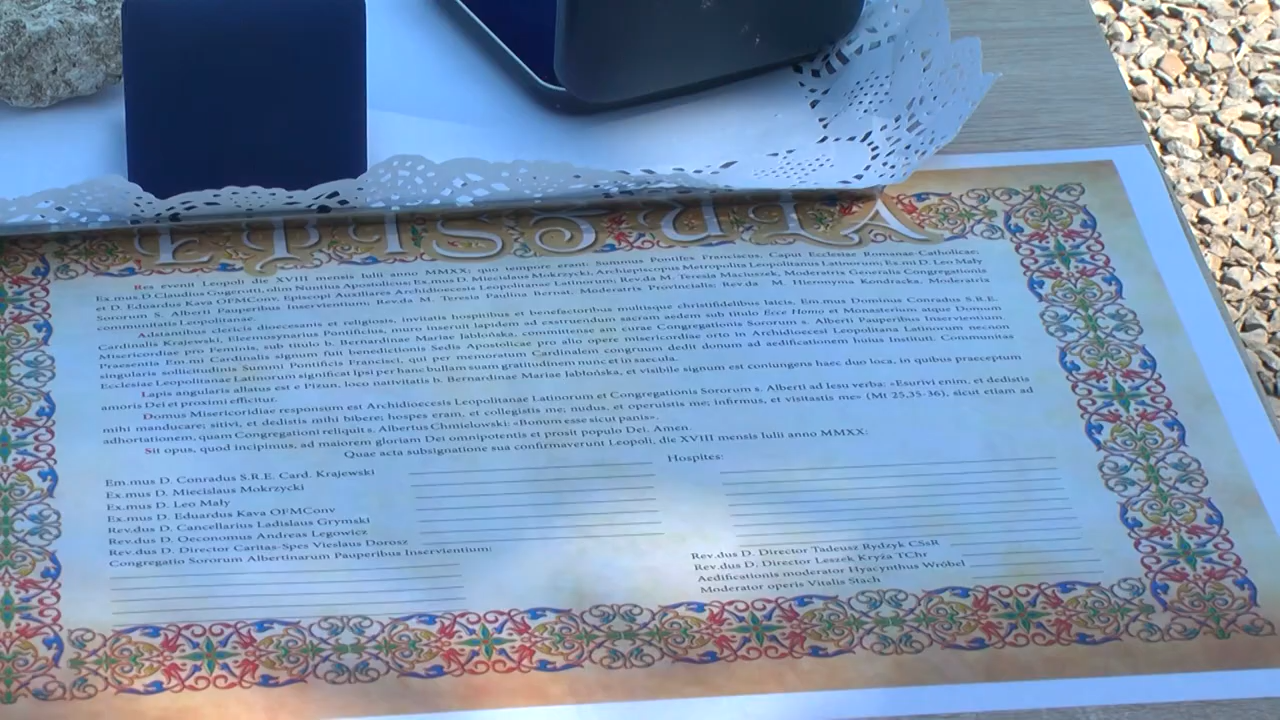 EPISTULA
Res evenit Leopoli die XVIII mensis Iulii anno MMXX; quo tempore erant: Summus Pontifex Franciscus, Caput Ecclesiae Romanae Catholicae;
Ex.mus D.Claudius Gugerotti, olim Nuntius Apostolicus; Ex.mus D. Miecislaus Mokrzycki, Archiepiscopus Metropolita Leopolitanus Latinorum; Ex.mi DD. Leo Mały
et D. Eduardus Kava OFMConv, Episcopi Auxiliares Archidioecesis Leopolitanae Latinorum; Rev.da M. Teresia Maciuszek, Moderatrix Generalis Congregationis
Sororum S. Alberti Pauperibus Inservientium; Rev.da M. Teresia Paulina Bernat, Moderatrix Provincialis; Rev.da M. Hieronyma Kondracka, Moderatrix
communitatis Leopolitanae.
Adstantibus clericis dioecesanis et religiosis, invitatis hospitibus et benefactoribus multisque christifidelibus laicis, Em.mus Dominus Conradus S.R.E.
Cardinalis Krajewski, Elicenosynarius Pontificius, muro inseruit lapidem ad exstruendum sacram aedem sub titulo Ecce Homo et Monasterium atque Domum
Misericordiae pro Feminis, sub titulo b. Bernardinae Mariae Jabłońska, committens eam curae Congregationis Sororum S. Alberti Pauperibus Inservientium.
Em.mi Cardinalis signum fuit benedictionis Sedis Apostolicae pro alio opere misericordiae orto in Archidioecesi Leopolitana Latinorum necnon
singularis sollicitudinis Summi Pontificis Francisci, qui per memoratum Cardinalem congruum dedit donum ad aedificationem huius Instituti. Communitas
Ecclesiae Leopolitanae Latinorum significat Ipsi per hanc bullam suam gratitudinem nunc et in saecula.
Lapis angularis allatus est e Pizun, loco nativitatis b. Bernardinae Mariae Jabłońska, et visibile signum est coniungens haec duo loca, in quibus praeceptum
amoris Dei et proximi efficitur.
Domus Misericordiae responsum est Archidioecesis Leopolitanae Latinorum et Congregationis Sororum s. Alberti ad Iesu verba: «Esurivi enim, et dedistis
mihi manducare; sitivi, et dedistis mihi bibere; hospes eram, et collegistis me; nudus, et operuistis me; infirmus, et visitastis me» (Mt 25,35-36), sicut etiam ad
adhortationem, quam Congregationi reliquit s. Albertus Chmielowski: «Bonum esse sicut panis».
Sit opus, quod incipimus, ad maiorem gloriam Dei omnipotentis et prosit populo Dei. Amen.
Quae acta subsignatione sua confirmaverunt Leopoli, die XVIII mensis Iulii anno MMXX:
Em.mus D. Conradus S.R.E. Card. Krajewski
Ex.mus D. Miecislaus Mokrzycki
Ex.mus D. Leo Mały
Ex.mus D. Eduardus Kava OFMConv
Rev.dus D. Cancellarius Ladislaus Grymski
Rev.dus D. Oeconomus Andreas Legowicz
Rev.dus D. Director Caritas-Spes Vieslaus Dorosz
Congregatio Sororum Albertinarum Pauperibus Inservientium:
Hospites:
Rev.dus D. Director Tadeusz Rydzyk CSsR
Rev.dus D. Director Leszek Kryża TChr
Aedificationis moderator Hyacynthus Wróbel
Moderator operis Vitalis Stach